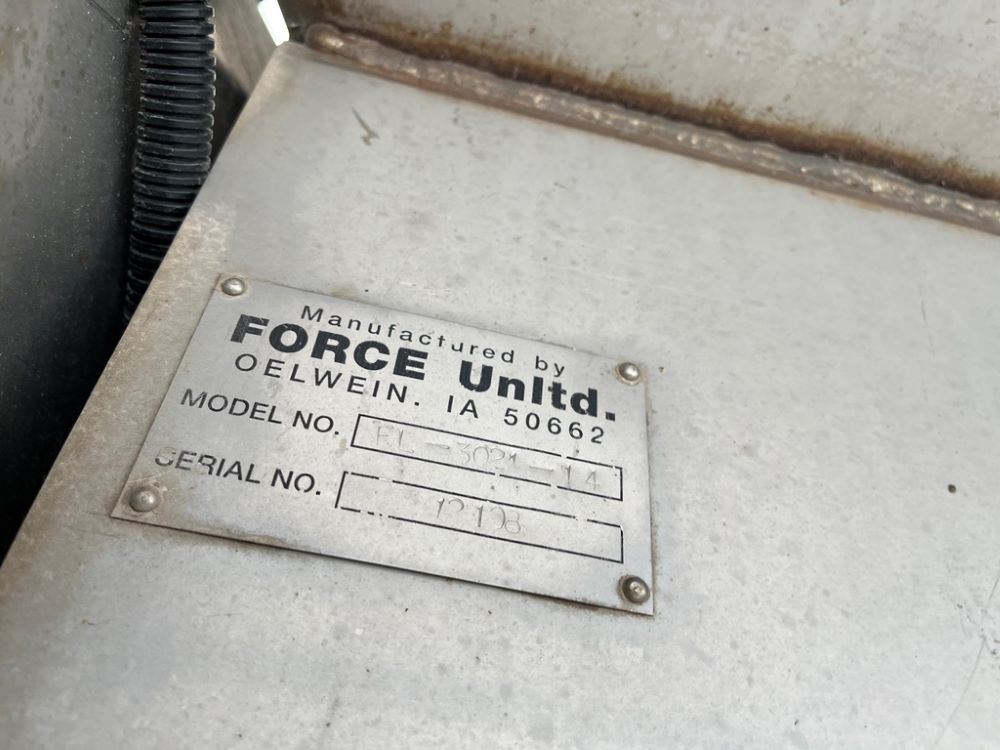 Manufactured by
FORCE Unltd.
OELWEIN. IA 50662
MODEL NO.
SERIAL NO.